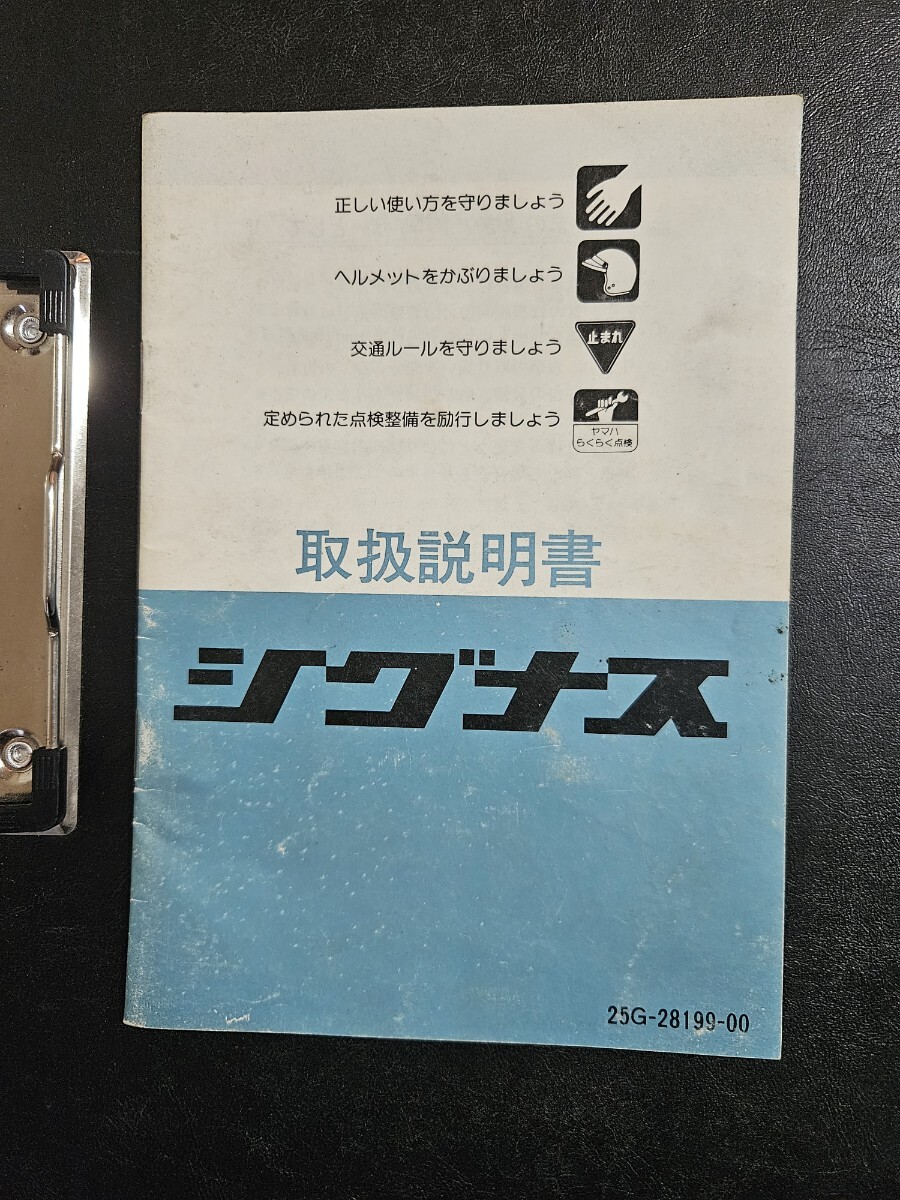 正しい使い方を守りましょう
ヘルメットをかぶりましょう
交通ルールを守りましょう
止まれ
定められた点検整備を励行しましょう
ヤマハ
らくらく点検
取扱説明書
シグナス
25G-28199-00